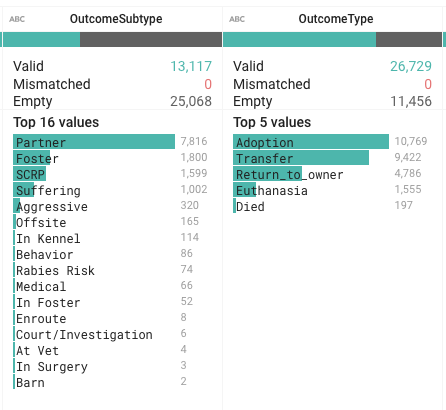 ABC OutcomeSubtype
Valid 13,117
Mismatched 0
Empty 25,068
Top 16 values
Partner 7,816
Foster 1,800
SCRP 1,599
Suffering 1,002
Aggressive 320
Offsite 165
In Kennel 114
Behavior 86
Rabies Risk 74
Medical 66
In Foster 52
Enroute 8
Court/Investigation 6
At Vet 4
In Surgery 3
Barn 2
ABC OutcomeType
Valid 26,729
Mismatched 0
Empty 11,456
Top 5 values
Adoption 10,769
Transfer 9,422
Return_to_owner 4,786
Euthanasia 1,555
Died 197